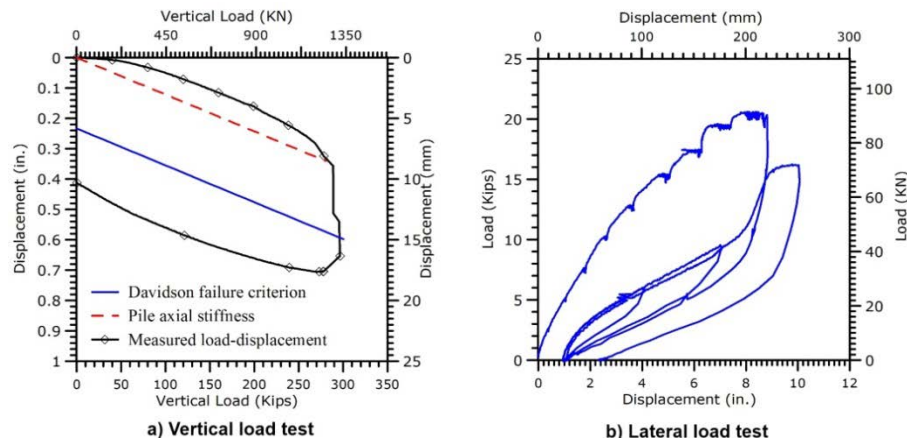 Vertical Load (KN)
0 450 900 1350
0
0.1
0.2
0.3
0.4
0.5
0.6
0.7
0.8
0.9
1
Displacement (in.)
0
5
10
15
20
25
Displacement (mm)
Davidson failure criterion
Pile axial stiffness
Measured load-displacement
0 50 100 150 200 250 300 350
Vertical Load (Kips)
a) Vertical load test
Displacement (mm)
0 100 200 300
25
20
15
10
5
0
Load (Kips)
100
80
60
40
20
0
Load (KN)
0 2 4 6 8 10 12
Displacement (in.)
b) Lateral load test